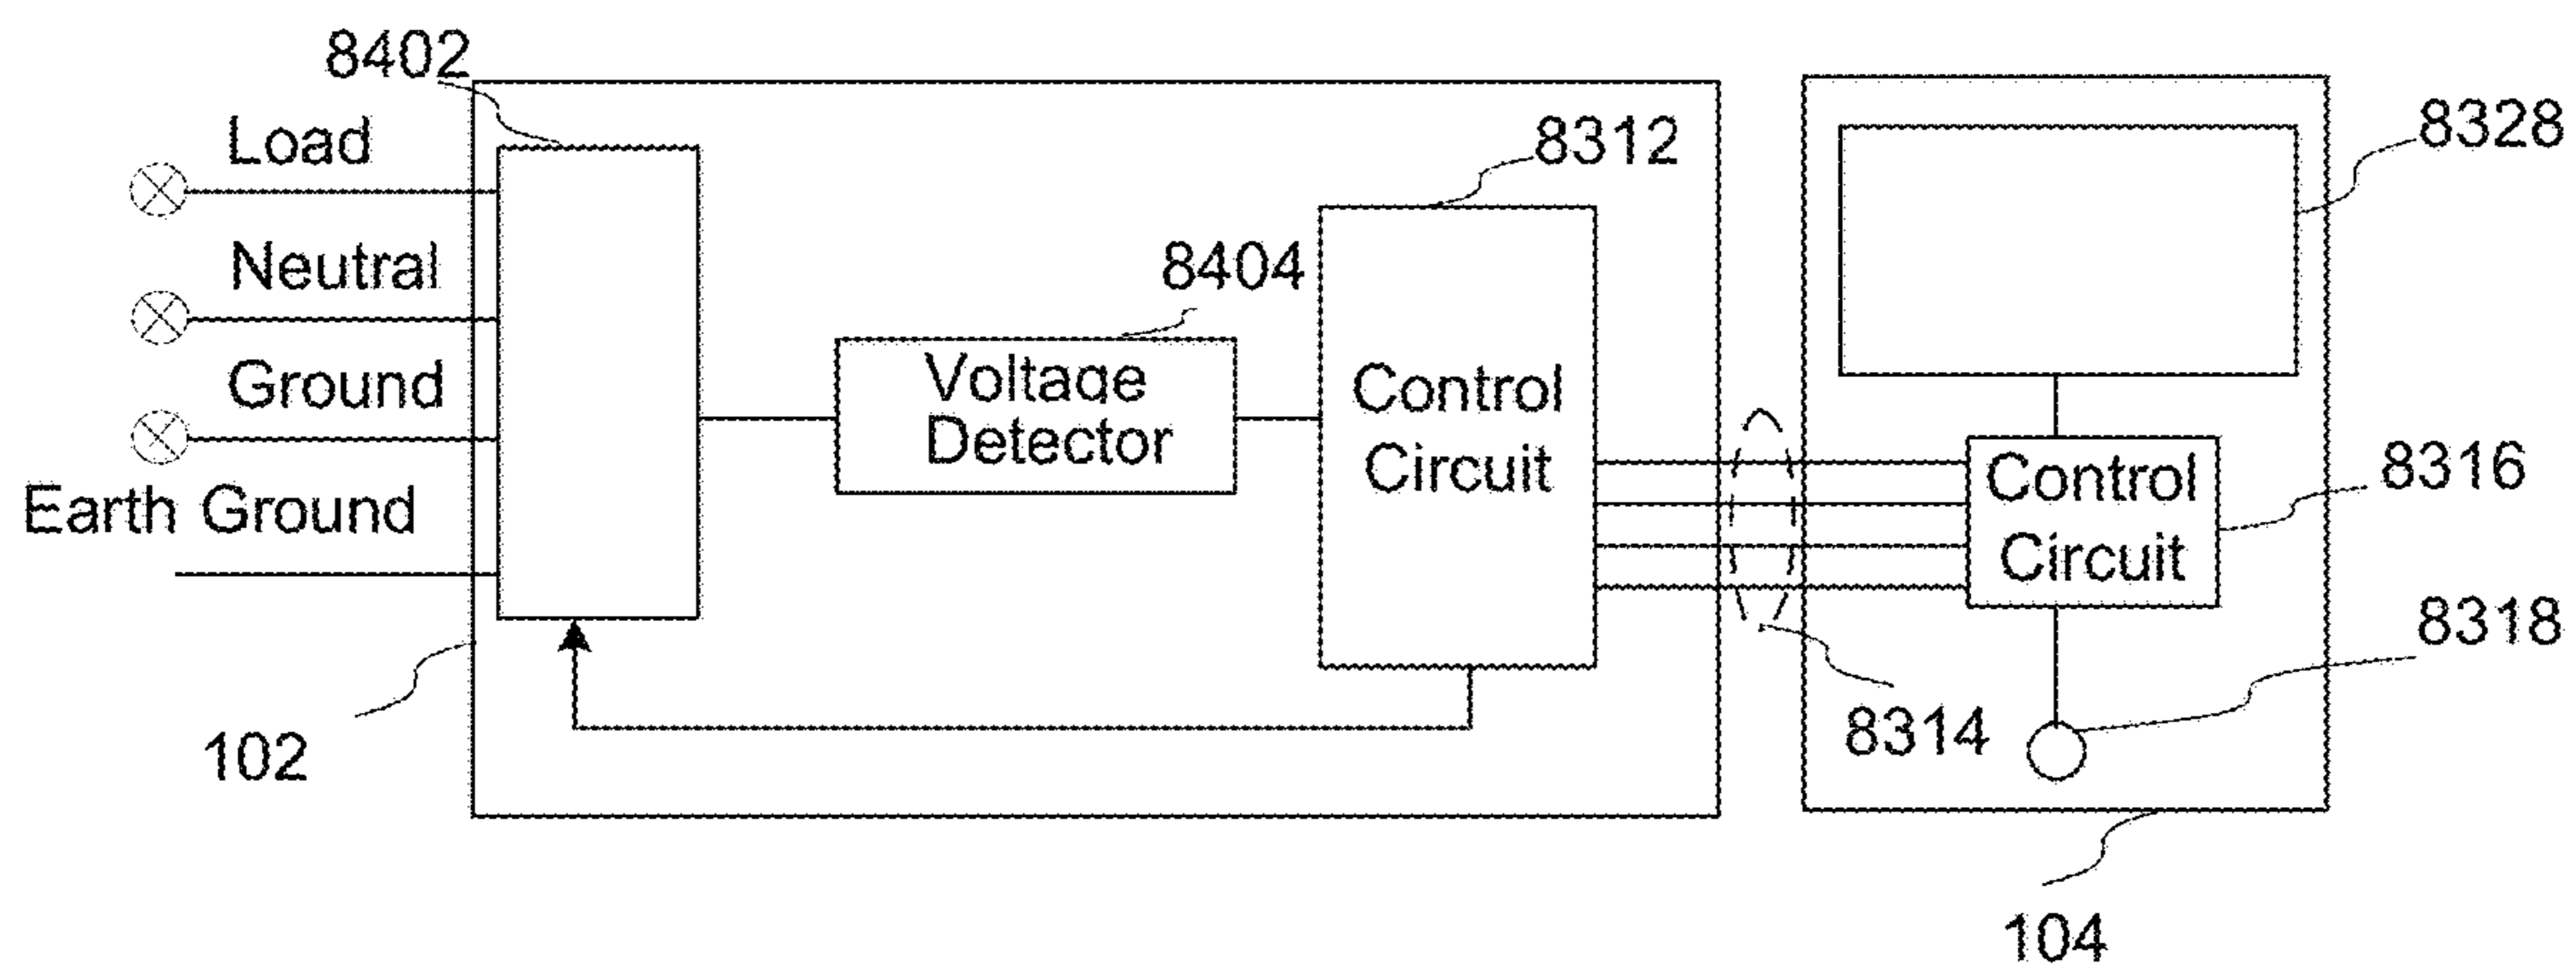 8402
Load
8312
8328
Neutral
8404
Ground
Voltage
Detector
Control
Circuit
Earth Ground
Control
Circuit
8316
8318
8314
102
104